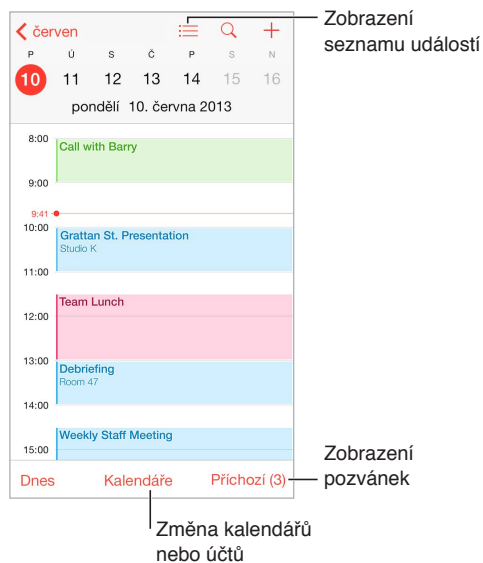 červen
Zobrazení
seznamu událostí
P Ú S Č P S N
10 11 12 13 14 15 16
pondělí 10. června 2013
8:00
Call with Barry
9:00
9:41
10:00
Grattan St. Presentation
Studio K
11:00
Team Lunch
12:00
13:00
Debriefing
Room 47
14:00
Weekly Staff Meeting
15:00
Dnes Kalendáře Příchozí (3)
Zobrazení
pozvánek
Změna kalendářů
nebo účtů